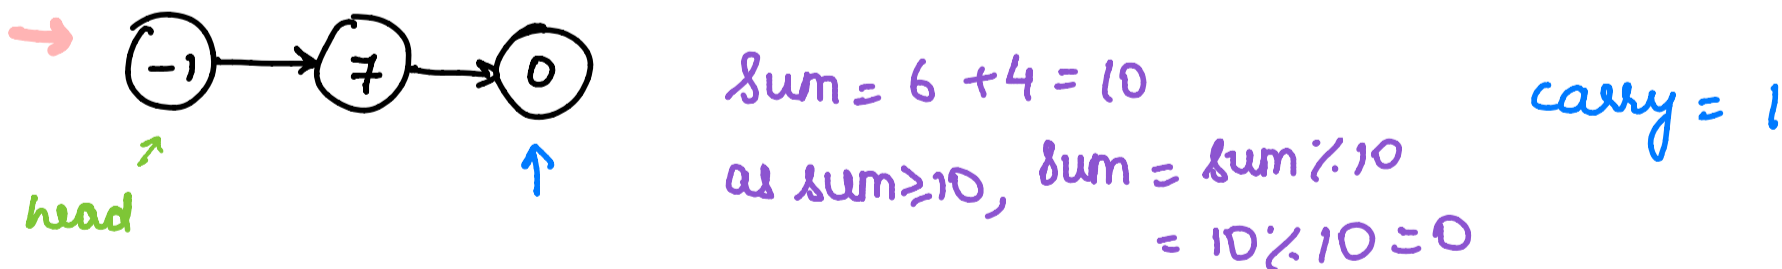 -1 7 0
sum = 6 + 4 = 10
carry = 1
as sum≥10, sum = sum % 10
= 10 % 10 = 0
head